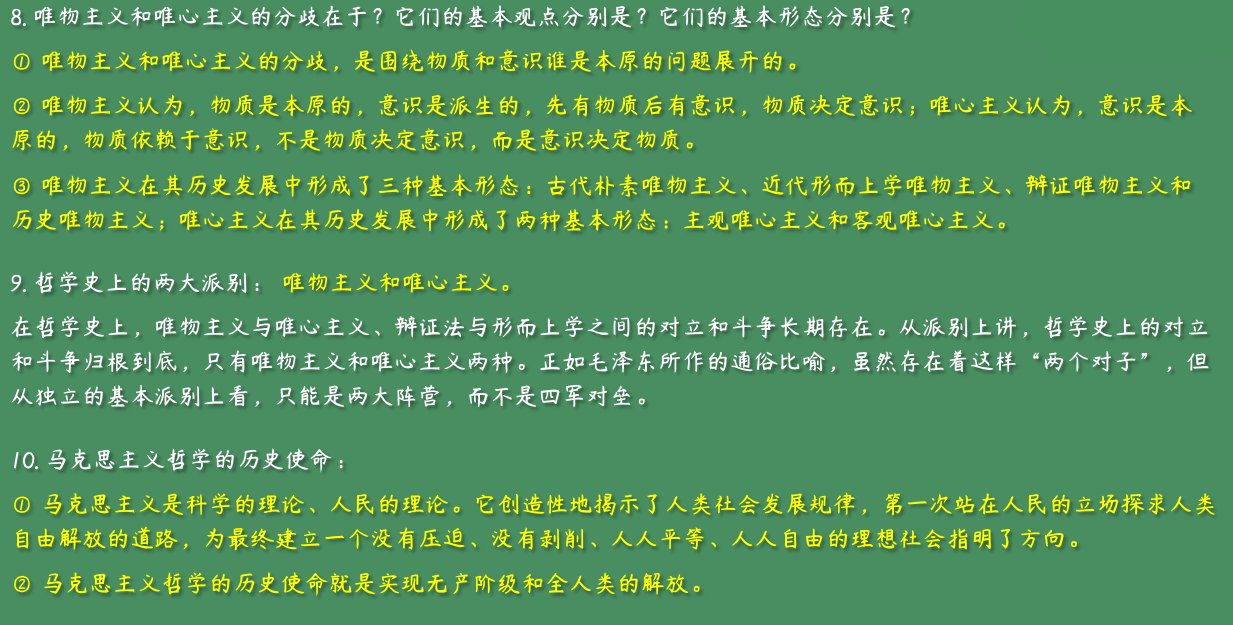 8. 唯物主义和唯心主义的分歧在于？它们的基本观点分别是？它们的基本形态分别是？
① 唯物主义和唯心主义的分歧，是围绕物质和意识谁是本原的问题展开的。
② 唯物主义认为，物质是本原的，意识是派生的，先有物质后有意识，物质决定意识；唯心主义认为，意识是本
原的，物质依赖于意识，不是物质决定意识，而是意识决定物质。
③ 唯物主义在其历史发展中形成了三种基本形态：古代朴素唯物主义、近代形而上学唯物主义、辩证唯物主义和
历史唯物主义；唯心主义在其历史发展中形成了两种基本形态：主观唯心主义和客观唯心主义。
9. 哲学史上的两大派别： 唯物主义和唯心主义。
在哲学史上，唯物主义与唯心主义、辩证法与形而上学之间的对立和斗争长期存在。从派别上讲，哲学史上的对立
和斗争归根到底，只有唯物主义和唯心主义两种。正如毛泽东所作的通俗比喻，虽然存在着这样“两个对子”，但
从独立的基本派别上看，只能是两大阵营，而不是四军对垒。
10. 马克思主义哲学的历史使命：
① 马克思主义是科学的理论、人民的理论。它创造性地揭示了人类社会发展规律，第一次站在人民的立场探求人类
自由解放的道路，为最终建立一个没有压迫、没有剥削、人人平等、人人自由的理想社会指明了方向。
② 马克思主义哲学的历史使命就是实现无产阶级和全人类的解放。